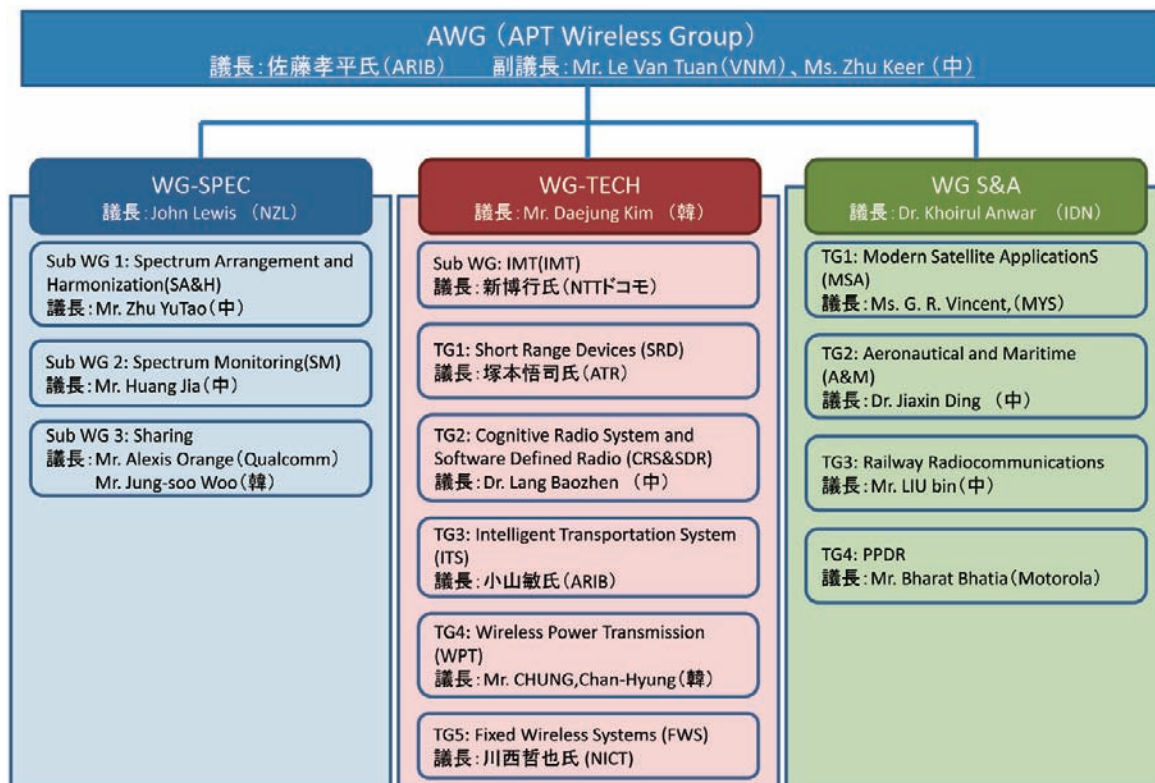 AWG（APT Wireless Group）
議長：佐藤孝平氏（ARIB）　副議長：Mr. Le Van Tuan（VNM）、Ms. Zhu Keer（中）
WG-SPEC
議長：John Lewis （NZL）
Sub WG 1: Spectrum Arrangement and
Harmonization(SA&H)
議長：Mr. Zhu YuTao（中）
Sub WG 2: Spectrum Monitoring(SM)
議長：Mr. Huang Jia（中）
Sub WG 3: Sharing
議長：Mr. Alexis Orange（Qualcomm）
Mr. Jung-soo Woo（韓）
WG-TECH
議長：Mr. Daejung Kim （韓）
Sub WG: IMT(IMT)
議長：新博行氏（NTTドコモ）
TG1: Short Range Devices (SRD)
議長：塚本悟司氏（ATR）
TG2: Cognitive Radio System and
Software Defined Radio (CRS&SDR)
議長：Dr. Lang Baozhen （中）
TG3: Intelligent Transportation System
(ITS)
議長：小山敏氏（ARIB）
TG4: Wireless Power Transmission
(WPT)
議長：Mr. CHUNG,Chan-Hyung（韓）
TG5: Fixed Wireless Systems (FWS)
議長：川西哲也氏 (NICT)
WG S&A
議長：Dr. Khoirul Anwar （IDN）
TG1: Modern Satellite ApplicationS
(MSA)
議長：Ms. G. R. Vincent,（MYS）
TG2: Aeronautical and Maritime
(A&M)
議長：Dr. Jiaxin Ding （中）
TG3: Railway Radiocommunications
議長：Mr. LIU bin（中）
TG4: PPDR
議長：Mr. Bharat Bhatia（Motorola）